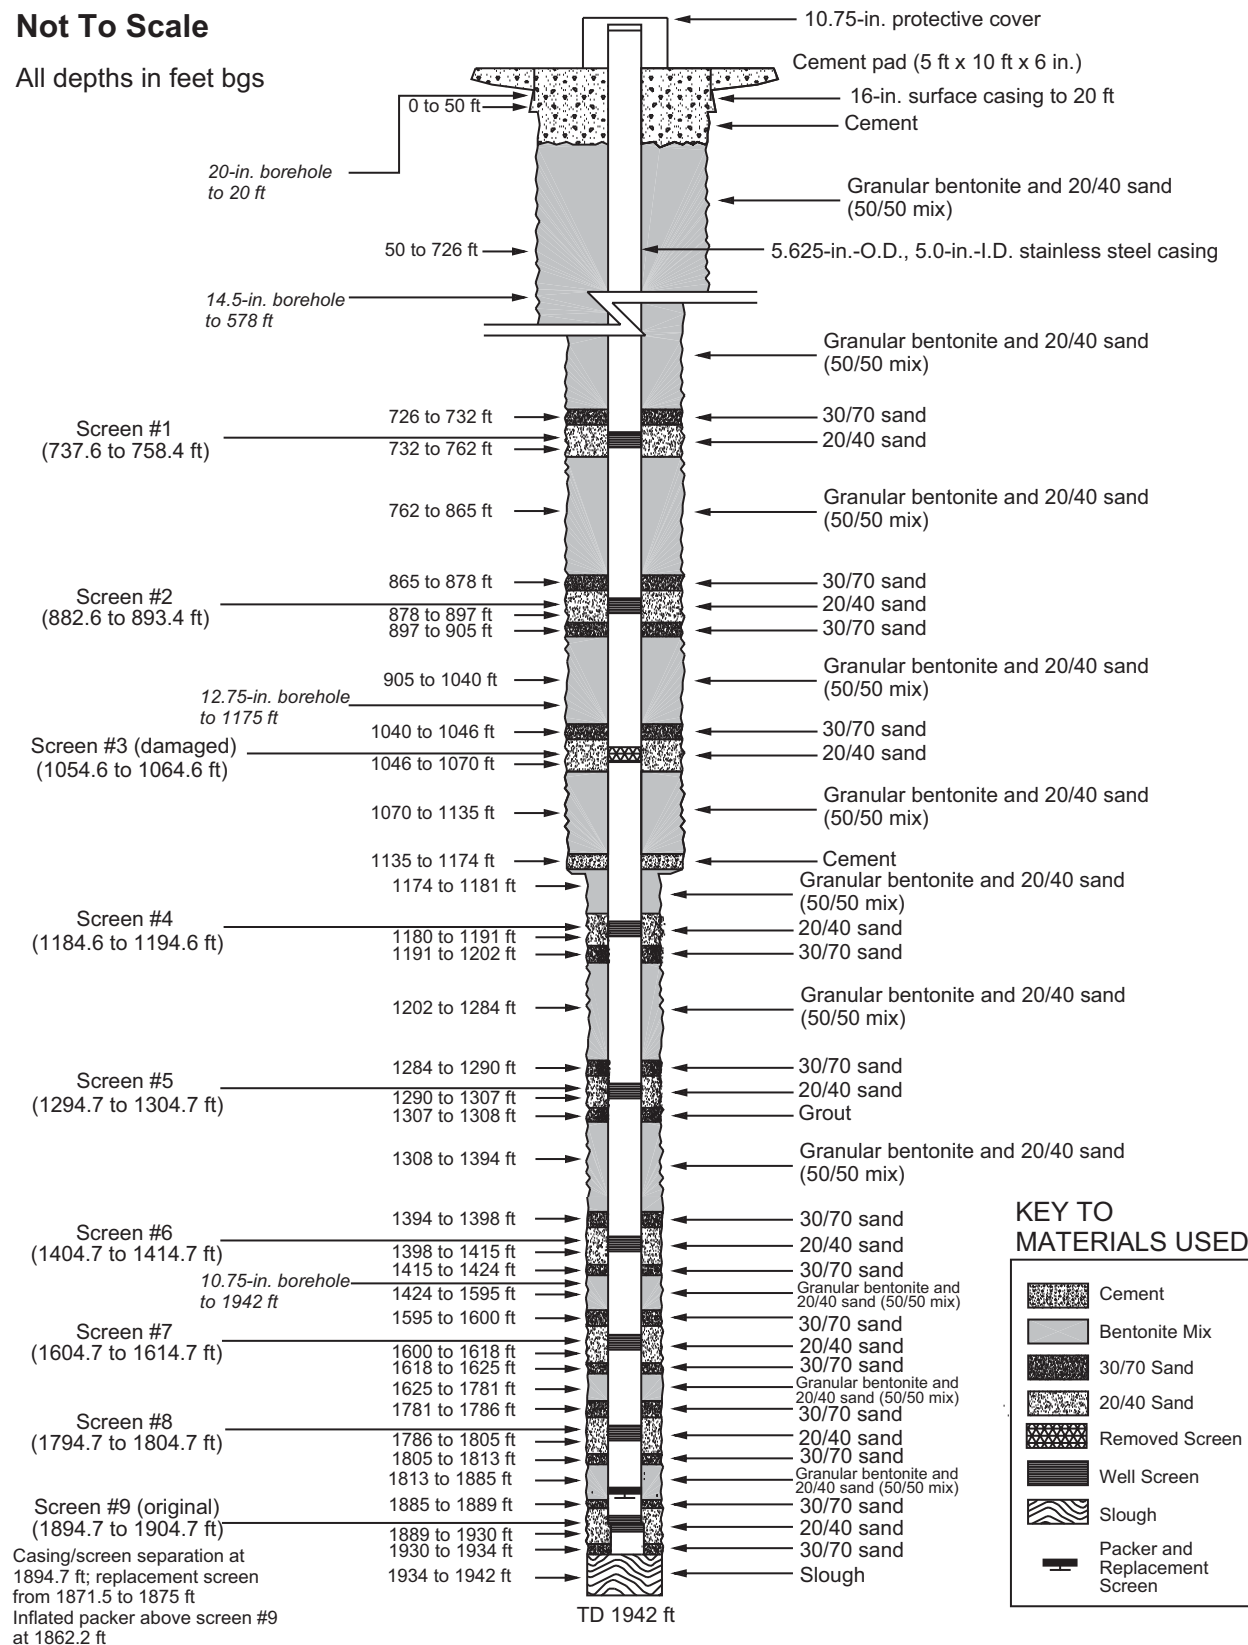 Not To Scale
All depths in feet bgs
10.75-in. protective cover
Cement pad (5 ft x 10 ft x 6 in.)
16-in. surface casing to 20 ft
0 to 50 ft
Cement
20-in. borehole
to 20 ft
Granular bentonite and 20/40 sand
(50/50 mix)
50 to 726 ft
5.625-in.-O.D., 5.0-in.-I.D. stainless steel casing
14.5-in. borehole
to 578 ft
Granular bentonite and 20/40 sand
(50/50 mix)
726 to 732 ft
30/70 sand
Screen #1
(737.6 to 758.4 ft)
732 to 762 ft
20/40 sand
762 to 865 ft
Granular bentonite and 20/40 sand
(50/50 mix)
865 to 878 ft
30/70 sand
Screen #2
(882.6 to 893.4 ft)
878 to 897 ft
20/40 sand
897 to 905 ft
30/70 sand
905 to 1040 ft
Granular bentonite and 20/40 sand
(50/50 mix)
12.75-in. borehole
to 1175 ft
1040 to 1046 ft
30/70 sand
Screen #3 (damaged)
(1054.6 to 1064.6 ft)
1046 to 1070 ft
20/40 sand
1070 to 1135 ft
Granular bentonite and 20/40 sand
(50/50 mix)
1135 to 1174 ft
Cement
1174 to 1181 ft
Granular bentonite and 20/40 sand
(50/50 mix)
Screen #4
(1184.6 to 1194.6 ft)
1180 to 1191 ft
20/40 sand
1191 to 1202 ft
30/70 sand
1202 to 1284 ft
Granular bentonite and 20/40 sand
(50/50 mix)
1284 to 1290 ft
30/70 sand
Screen #5
(1294.7 to 1304.7 ft)
1290 to 1307 ft
20/40 sand
1307 to 1308 ft
Grout
1308 to 1394 ft
Granular bentonite and 20/40 sand
(50/50 mix)
1394 to 1398 ft
30/70 sand
Screen #6
(1404.7 to 1414.7 ft)
1398 to 1415 ft
20/40 sand
1415 to 1424 ft
30/70 sand
10.75-in. borehole
to 1942 ft
1424 to 1595 ft
Granular bentonite and
20/40 sand (50/50 mix)
1595 to 1600 ft
30/70 sand
Screen #7
(1604.7 to 1614.7 ft)
1600 to 1618 ft
20/40 sand
1618 to 1625 ft
30/70 sand
1625 to 1781 ft
Granular bentonite and
20/40 sand (50/50 mix)
1781 to 1786 ft
30/70 sand
Screen #8
(1794.7 to 1804.7 ft)
1786 to 1805 ft
20/40 sand
1805 to 1813 ft
30/70 sand
1813 to 1885 ft
Granular bentonite and
20/40 sand (50/50 mix)
1885 to 1889 ft
30/70 sand
Screen #9 (original)
(1894.7 to 1904.7 ft)
1889 to 1930 ft
20/40 sand
1930 to 1934 ft
30/70 sand
Casing/screen separation at
1894.7 ft; replacement screen
from 1871.5 to 1875 ft
Inflated packer above screen #9
at 1862.2 ft
1934 to 1942 ft
Slough
TD 1942 ft
KEY TO
MATERIALS USED
Cement
Bentonite Mix
30/70 Sand
20/40 Sand
Removed Screen
Well Screen
Slough
Packer and
Replacement
Screen